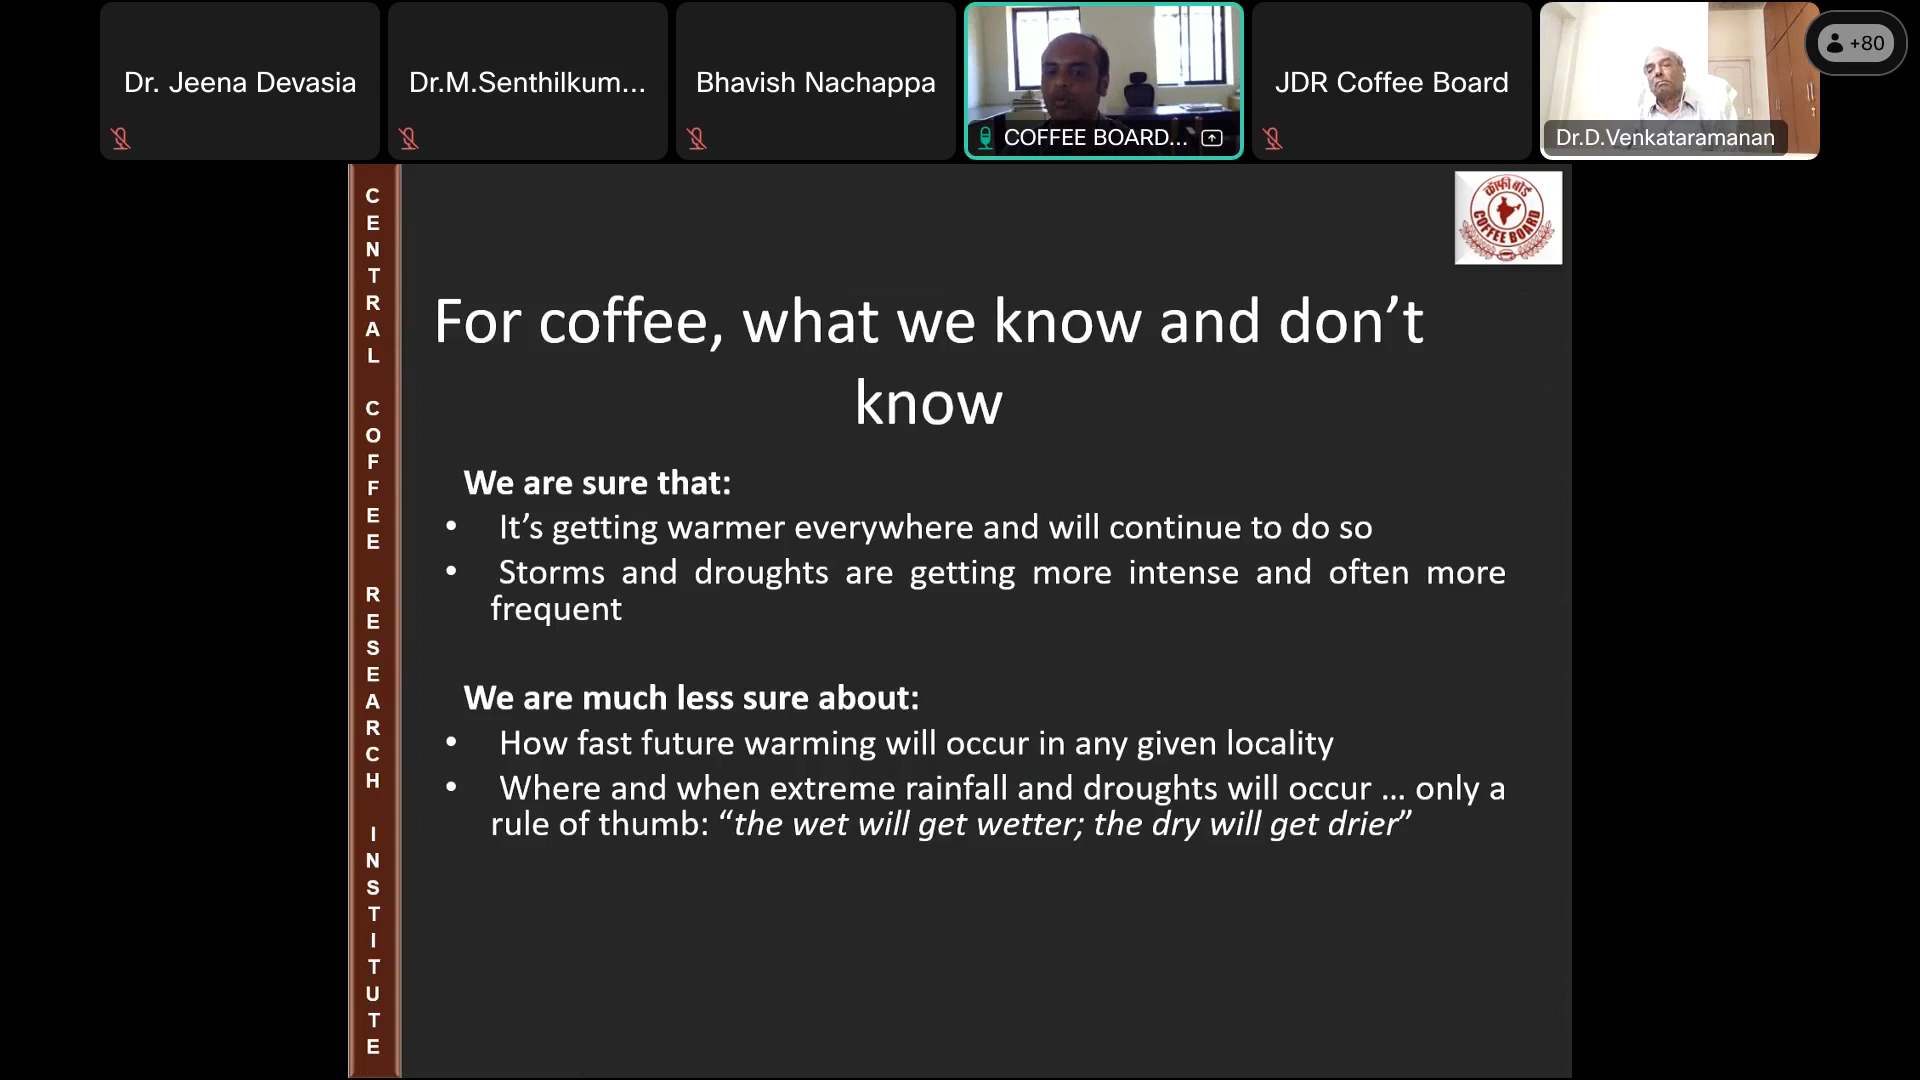 Dr. Jeena Devasia
Dr.M.Senthilkum...
Bhavish Nachappa
COFFEE BOARD...
JDR Coffee Board
Dr.D.Venkataramanan
+80
CENTRAL COFFEE RESEARCH INSTITUTE
कॉफी बोर्ड
COFFEE BOARD
For coffee, what we know and don’t
know
We are sure that:
• It’s getting warmer everywhere and will continue to do so
• Storms and droughts are getting more intense and often more
frequent
We are much less sure about:
• How fast future warming will occur in any given locality
• Where and when extreme rainfall and droughts will occur ... only a
rule of thumb: “the wet will get wetter; the dry will get drier”